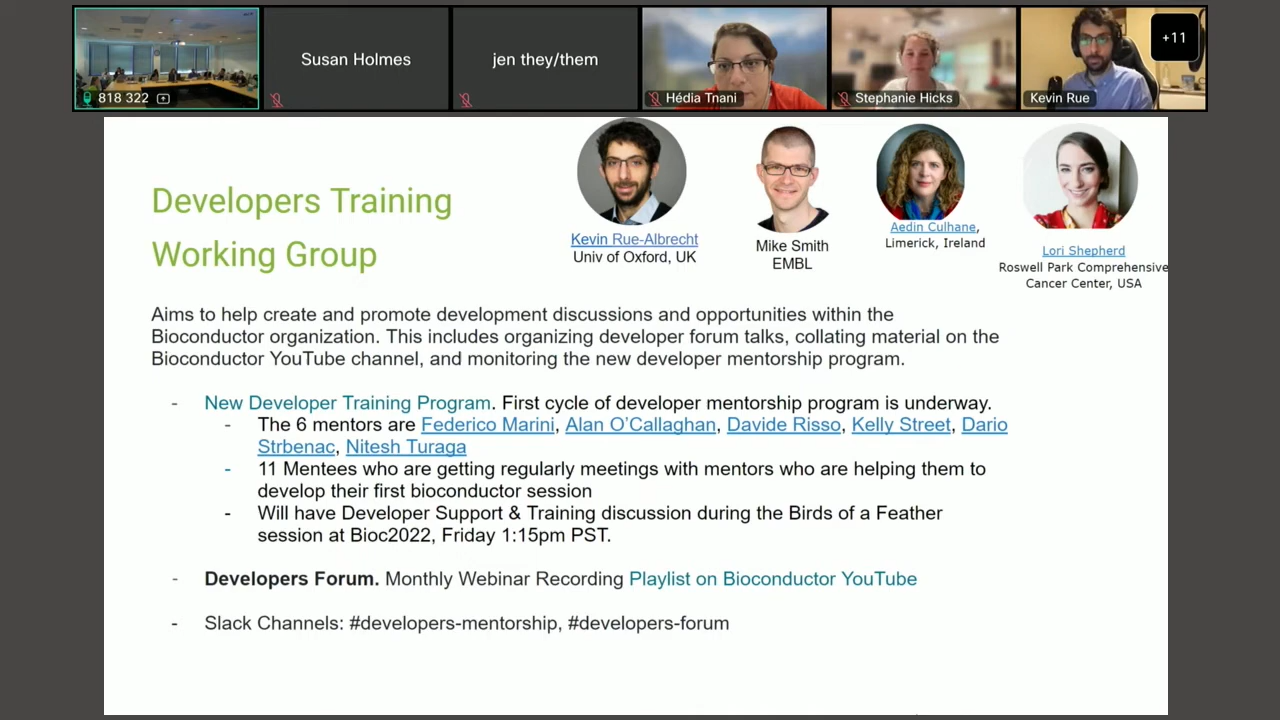 818 322
Susan Holmes
jen they/them
Hédia Tnani
Stephanie Hicks
Kevin Rue
+11
Developers Training
Working Group
Kevin Rue-Albrecht
Univ of Oxford, UK
Mike Smith
EMBL
Aedin Culhane,
Limerick, Ireland
Lori Shepherd
Roswell Park Comprehensive
Cancer Center, USA
Aims to help create and promote development discussions and opportunities within the
Bioconductor organization. This includes organizing developer forum talks, collating material on the
Bioconductor YouTube channel, and monitoring the new developer mentorship program.
- New Developer Training Program. First cycle of developer mentorship program is underway.
- The 6 mentors are Federico Marini, Alan O'Callaghan, Davide Risso, Kelly Street, Dario
Strbenac, Nitesh Turaga
- 11 Mentees who are getting regularly meetings with mentors who are helping them to
develop their first bioconductor session
- Will have Developer Support & Training discussion during the Birds of a Feather
session at Bioc2022, Friday 1:15pm PST.
- Developers Forum. Monthly Webinar Recording Playlist on Bioconductor YouTube
- Slack Channels: #developers-mentorship, #developers-forum